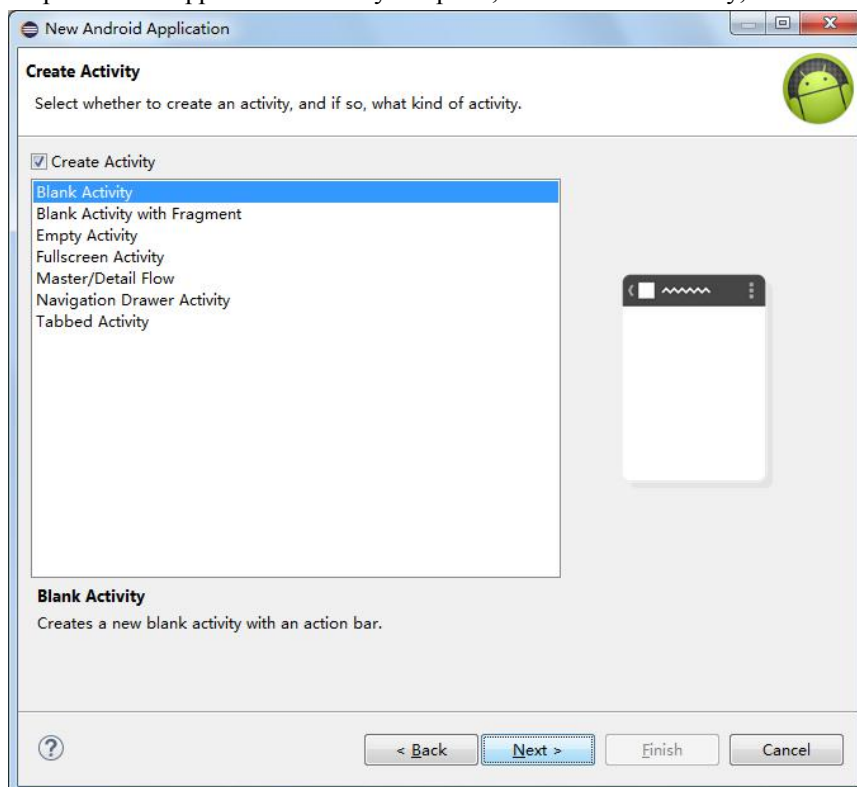 New Android Application
Create Activity
Select whether to create an activity, and if so, what kind of activity.
Create Activity
Blank Activity
Blank Activity with Fragment
Empty Activity
Fullscreen Activity
Master/Detail Flow
Navigation Drawer Activity
Tabbed Activity
Blank Activity
Creates a new blank activity with an action bar.
< Back
Next >
Finish
Cancel